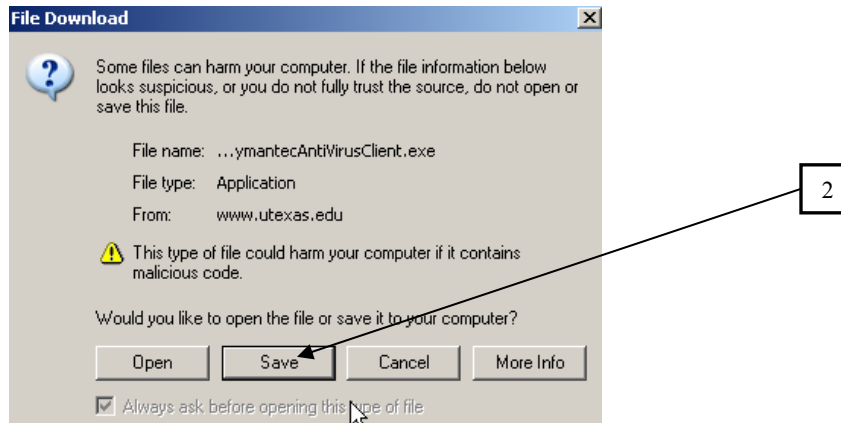 File Download
Some files can harm your computer. If the file information below
looks suspicious, or you do not fully trust the source, do not open or
save this file.
File name: ...ymantecAntiVirusClient.exe
File type: Application
From: www.utexas.edu
This type of file could harm your computer if it contains
malicious code.
Would you like to open the file or save it to your computer?
Open Save Cancel More Info
Always ask before opening this type of file
2